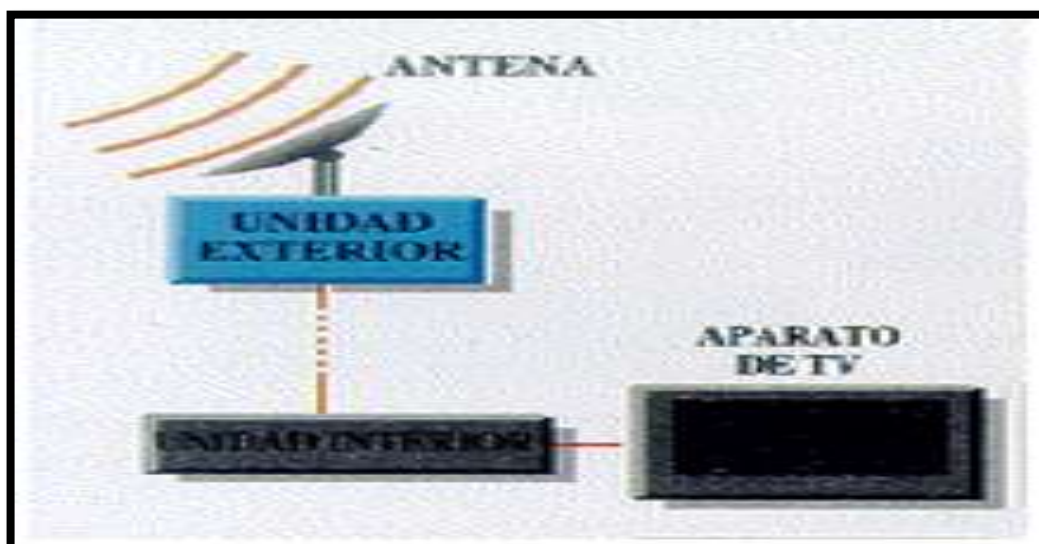 ANTENA
UNIDAD
EXTERIOR
APARATO
DE TV
UNIDAD INTERIOR